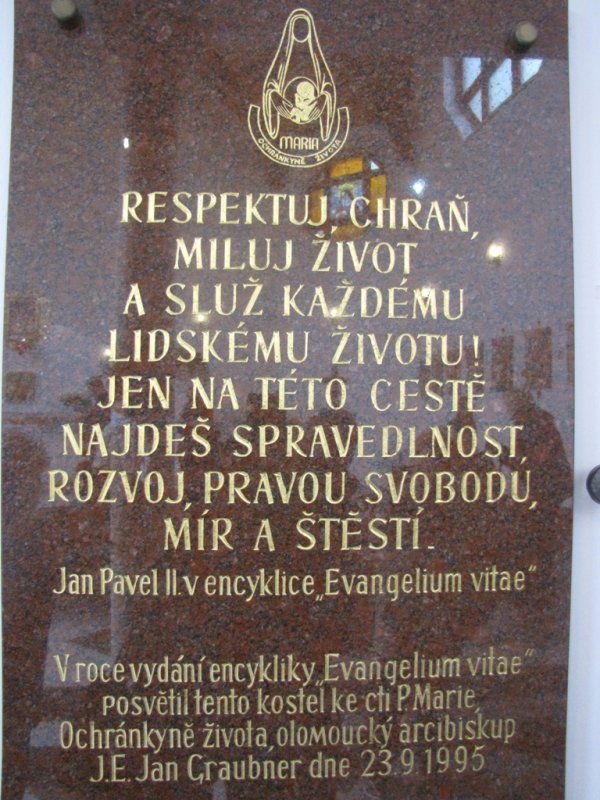 MARIA
OCHRÁNKYNĚ ŽIVOTA
RESPEKTUJ, CHRAŇ,
MILUJ ŽIVOT
A SLUŽ KAŽDÉMU
LIDSKÉMU ŽIVOTU!
JEN NA TÉTO CESTĚ
NAJDEŠ SPRAVEDLNOST,
ROZVOJ, PRAVOU SVOBODU,
MÍR A ŠTĚSTÍ.
Jan Pavel II. v encyklice „Evangelium vitae“
V roce vydání encykliky „Evangelium vitae“
posvětil tento kostel ke cti P. Marie,
Ochránkyně života, olomoucký arcibiskup
J.E. Jan Graubner dne 23.9.1995